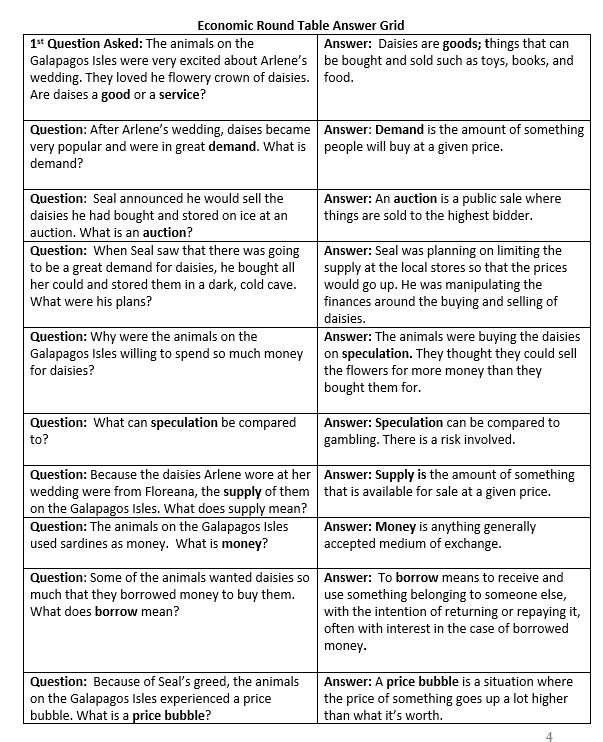 Economic Round Table Answer Grid
1st Question Asked: The animals on the
Galapagos Isles were very excited about Arlene's
wedding. They loved he flowery crown of daisies.
Are daises a good or a service?
Answer: Daisies are goods; things that can
be bought and sold such as toys, books, and
food.
Question: After Arlene's wedding, daises became
very popular and were in great demand. What is
demand?
Answer: Demand is the amount of something
people will buy at a given price.
Question: Seal announced he would sell the
daisies he had bought and stored on ice at an
auction. What is an auction?
Answer: An auction is a public sale where
things are sold to the highest bidder.
Question: When Seal saw that there was going
to be a great demand for daisies, he bought all
her could and stored them in a dark, cold cave.
What were his plans?
Answer: Seal was planning on limiting the
supply at the local stores so that the prices
would go up. He was manipulating the
finances around the buying and selling of
daisies.
Question: Why were the animals on the
Galapagos Isles willing to spend so much money
for daisies?
Answer: The animals were buying the daisies
on speculation. They thought they could sell
the flowers for more money than they
bought them for.
Question: What can speculation be compared
to?
Answer: Speculation can be compared to
gambling. There is a risk involved.
Question: Because the daisies Arlene wore at her
wedding were from Floreana, the supply of them
on the Galapagos Isles. What does supply mean?
Answer: Supply is the amount of something
that is available for sale at a given price.
Question: The animals on the Galapagos Isles
used sardines as money. What is money?
Answer: Money is anything generally
accepted medium of exchange.
Question: Some of the animals wanted daisies so
much that they borrowed money to buy them.
What does borrow mean?
Answer: To borrow means to receive and
use something belonging to someone else,
with the intention of returning or repaying it,
often with interest in the case of borrowed
money.
Question: Because of Seal's greed, the animals
on the Galapagos Isles experienced a price
bubble. What is a price bubble?
Answer: A price bubble is a situation where
the price of something goes up a lot higher
than what it's worth.
4